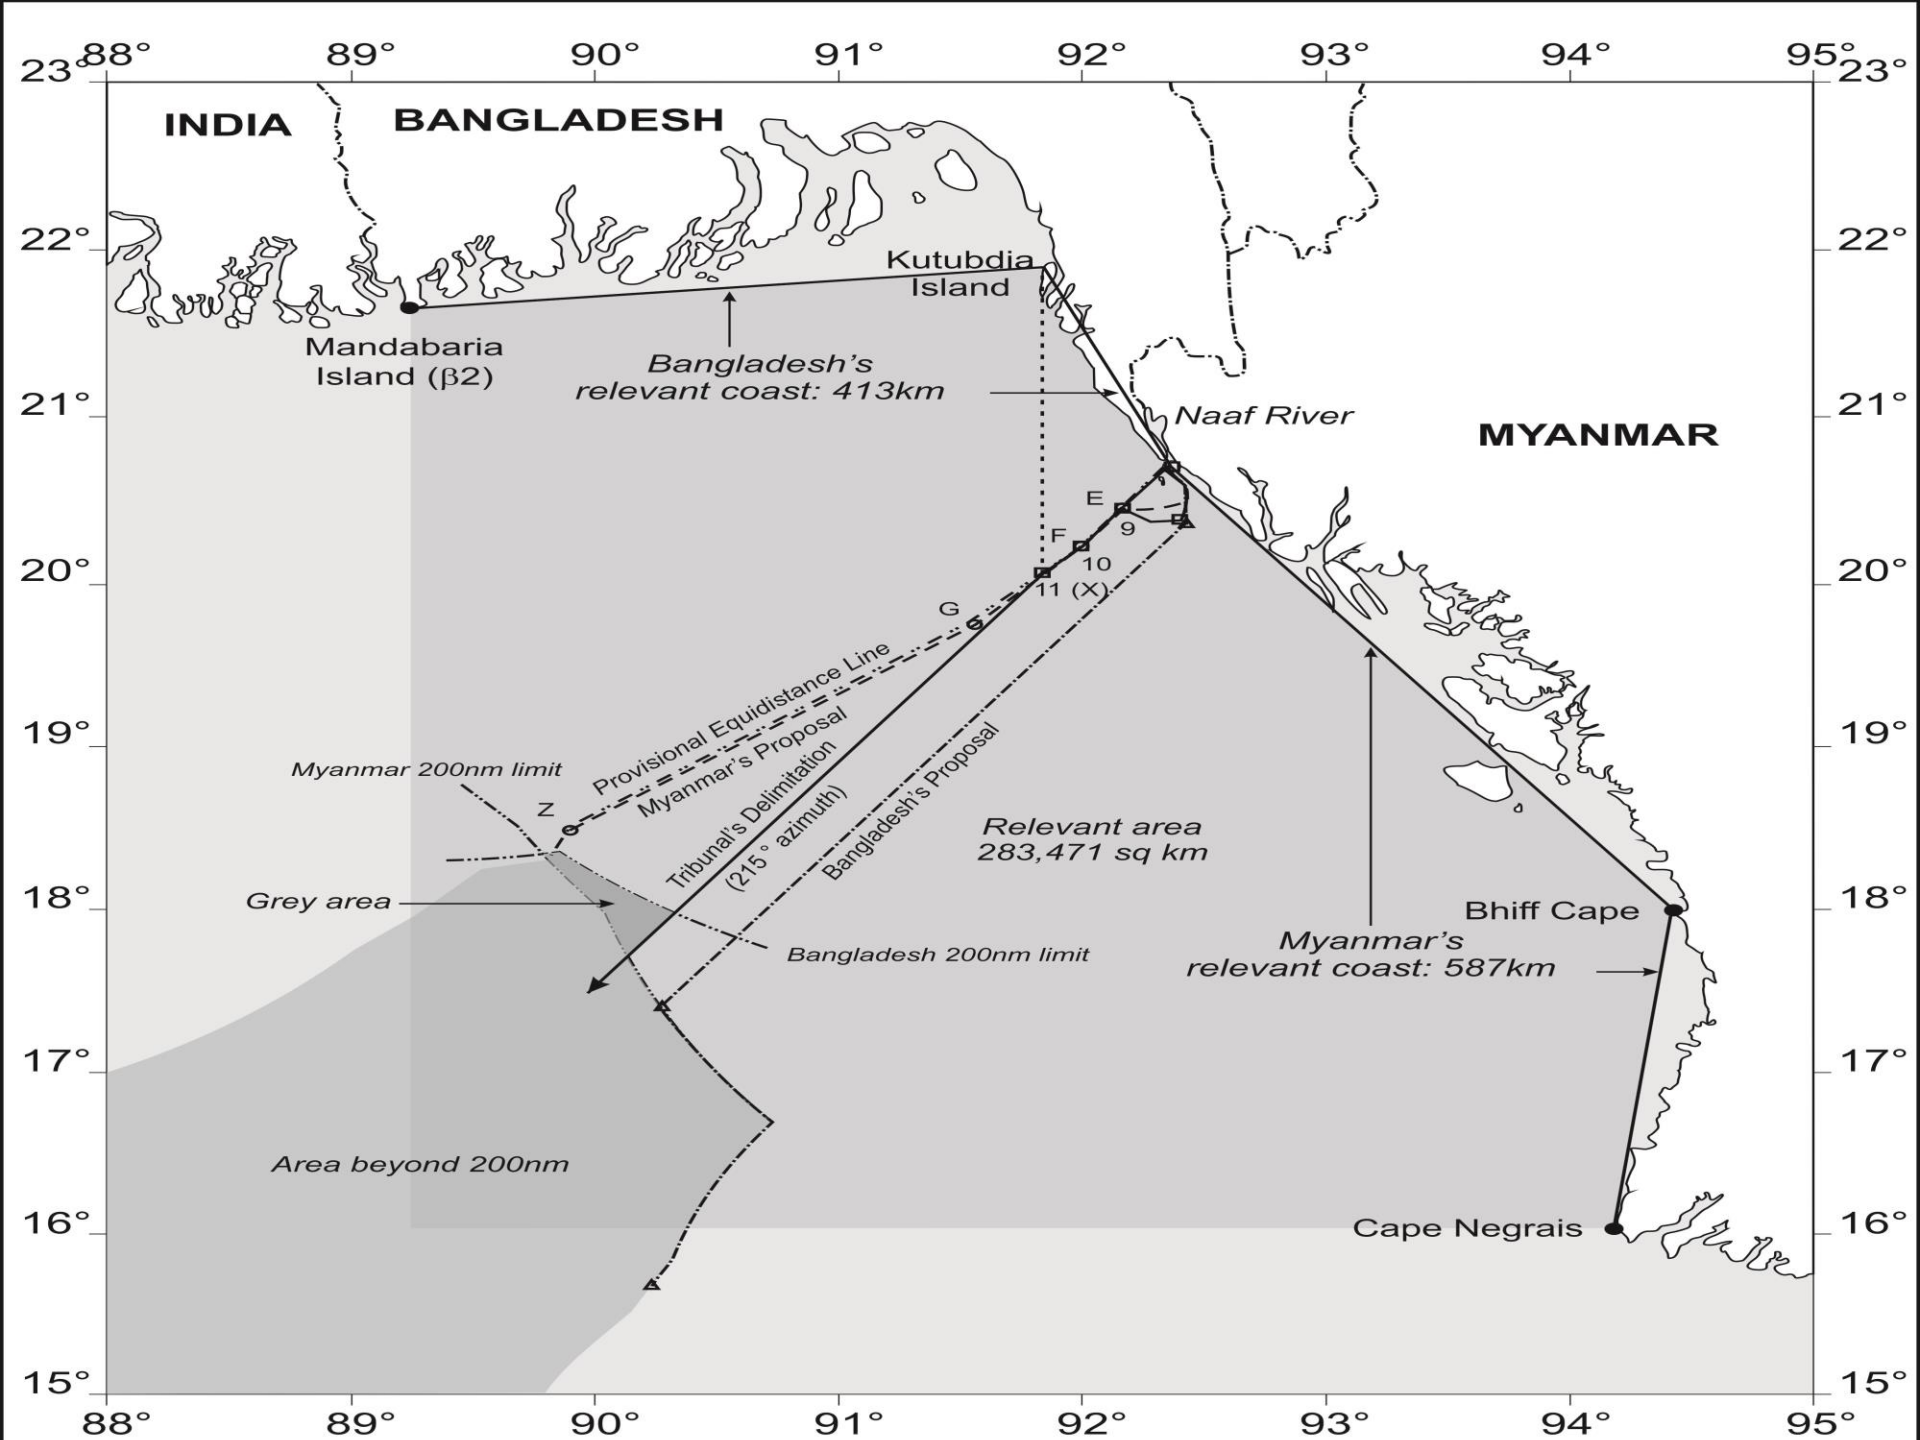 88° 89° 90° 91° 92° 93° 94° 95°
23° 23°
INDIA BANGLADESH
22° 22°
Kutubdia
Island
Mandabaria
Island (β2)
Bangladesh's
relevant coast: 413km
21° 21°
Naaf River
MYANMAR
E
9
F
10
20° 20°
11 (X)
G
Provisional Equidistance Line
Myanmar's Proposal
Tribunal's Delimitation
(215° azimuth)
Bangladesh's Proposal
19° 19°
Myanmar 200nm limit
Z
Relevant area
283,471 sq km
Grey area
18° 18°
Bhiff Cape
Myanmar's
relevant coast: 587km
Bangladesh 200nm limit
17° 17°
Area beyond 200nm
16° 16°
Cape Negrais
15° 15°
88° 89° 90° 91° 92° 93° 94° 95°